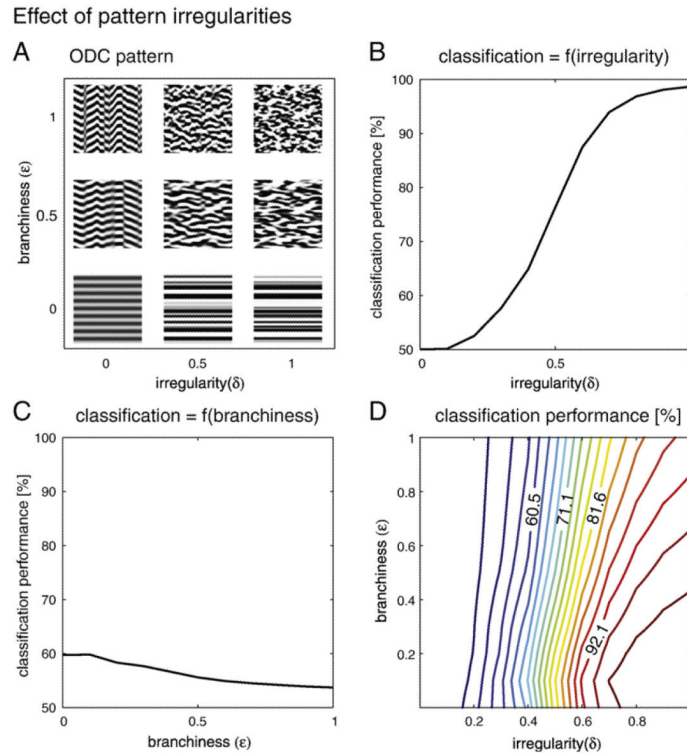 Effect of pattern irregularities
A ODC pattern
branchiness (ε)
1
0.5
0
0 0.5 1
irregularity(δ)
B classification = f(irregularity)
classification performance [%]
100
90
80
70
60
50
0 0.5
irregularity(δ)
C classification = f(branchiness)
classification performance [%]
100
90
80
70
60
50
0 0.5 1
branchiness (ε)
D classification performance [%]
branchiness (ε)
1
0.8
0.6
0.4
0.2
60.5 71.1 81.6
92.1
0.2 0.4 0.6 0.8
irregularity(δ)